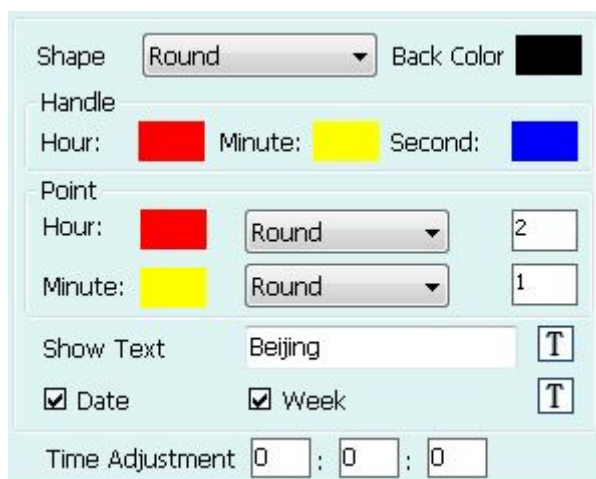 Shape Round Back Color
Handle
Hour: Minute: Second:
Point
Hour: Round 2
Minute: Round 1
Show Text Beijing T
Date Week T
Time Adjustment 0 : 0 : 0